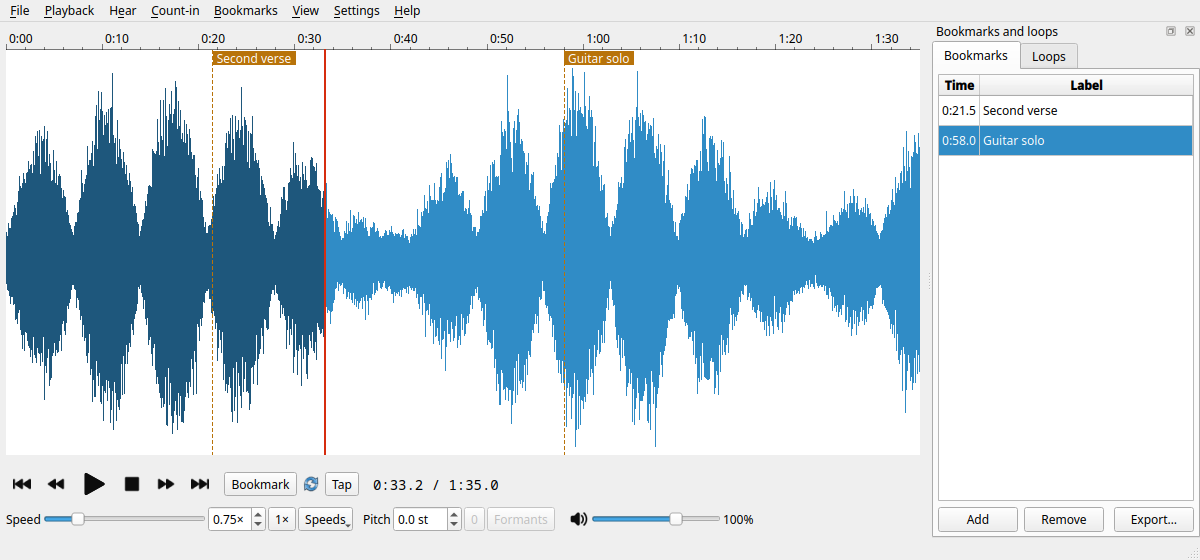 File Playback Hear Count-in Bookmarks View Settings Help
0:00 0:10 0:20 0:30 0:40 0:50 1:00 1:10 1:20 1:30
Second verse Guitar solo
Bookmarks and loops
Bookmarks Loops
Time Label
0:21.5 Second verse
0:58.0 Guitar solo
Add Remove Export...
Bookmark Tap 0:33.2 / 1:35.0
Speed 0.75× 1× Speeds Pitch 0.0 st 0 Formants 100%